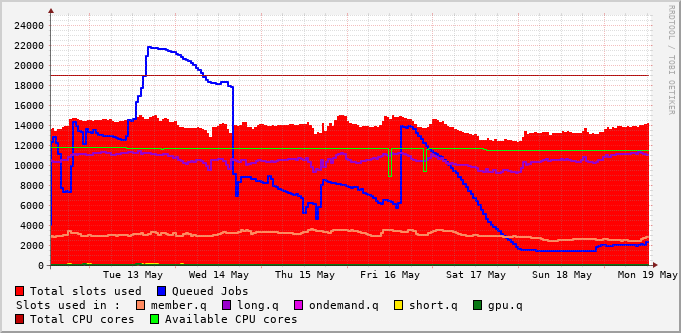 RRDTOOL / TOBI OETIKER
24000
22000
20000
18000
16000
14000
12000
10000
8000
6000
4000
2000
0
Tue 13 May Wed 14 May Thu 15 May Fri 16 May Sat 17 May Sun 18 May Mon 19 May
Total slots used Queued Jobs
Slots used in : member.q long.q ondemand.q short.q gpu.q
Total CPU cores Available CPU cores